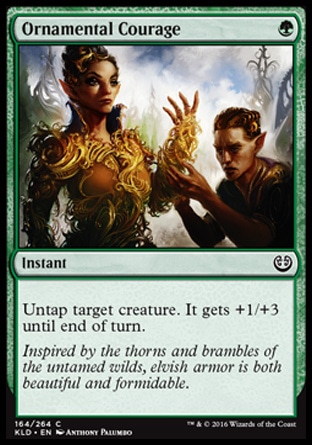 Ornamental Courage
Instant
Untap target creature. It gets +1/+3
until end of turn.
Inspired by the thorns and brambles of
the untamed wilds, elvish armor is both
beautiful and formidable.
164/264 C
KLD • EN Anthony Palumbo
™ & © 2016 Wizards of the Coast